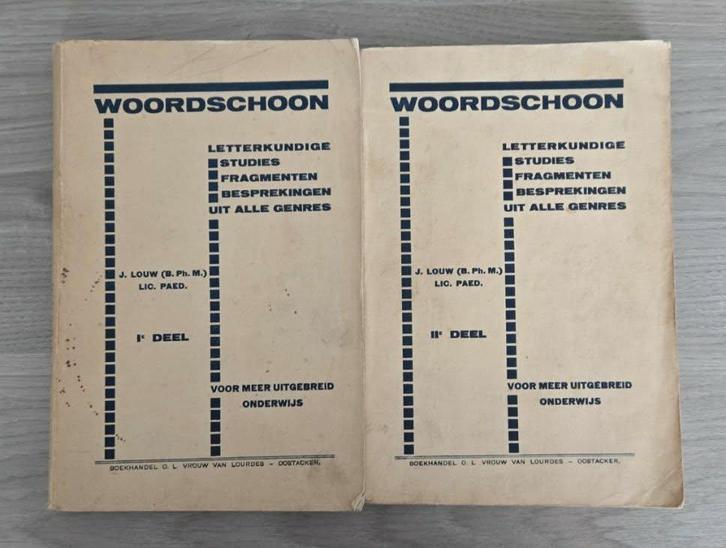 WOORDSCHOON
LETTERKUNDIGE
STUDIES
FRAGMENTEN
BESPREKINGEN
UIT ALLE GENRES
J. LOUW (B. Ph. M.)
LIC. PAED.
Iᵉ DEEL
VOOR MEER UITGEBREID
ONDERWIJS
BOEKHANDEL O. L. VROUW VAN LOURDES - OOSTACKER.
WOORDSCHOON
LETTERKUNDIGE
STUDIES
FRAGMENTEN
BESPREKINGEN
UIT ALLE GENRES
J. LOUW (B. Ph. M.)
LIC. PAED.
IIᵉ DEEL
VOOR MEER UITGEBREID
ONDERWIJS
BOEKHANDEL O. L. VROUW VAN LOURDES - OOSTACKER.